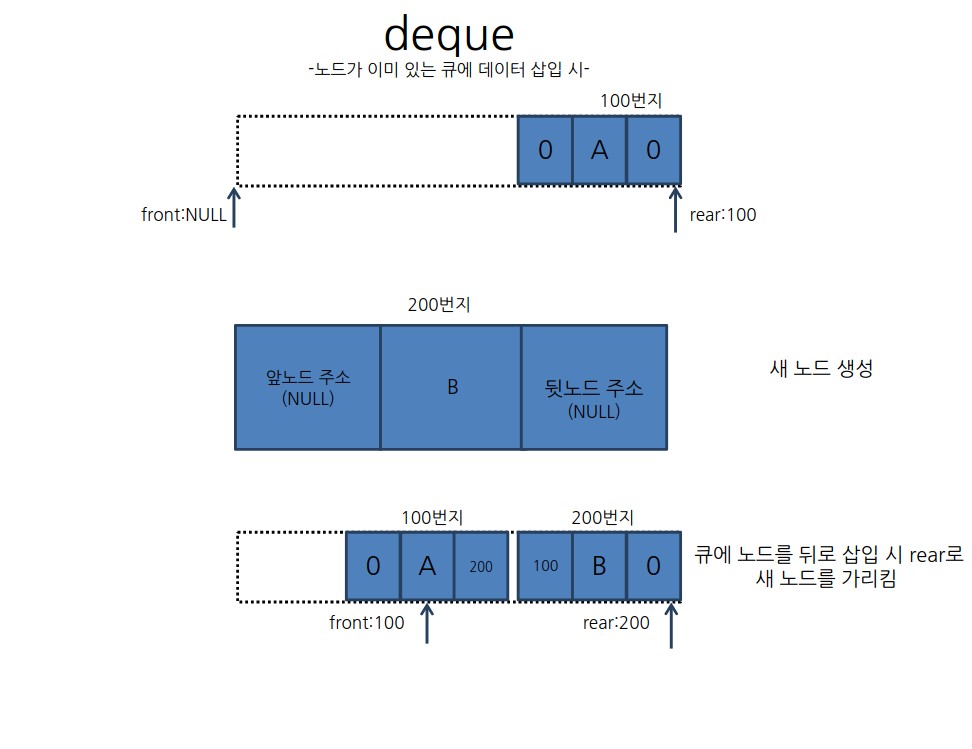 deque
-노드가 이미 있는 큐에 데이터 삽입 시-
100번지
0 A 0
front:NULL
rear:100
200번지
앞노드 주소
(NULL)
B
뒷노드 주소
(NULL)
새 노드 생성
100번지
200번지
0 A 200
100 B 0
큐에 노드를 뒤로 삽입 시 rear로
새 노드를 가리킴
front:100
rear:200